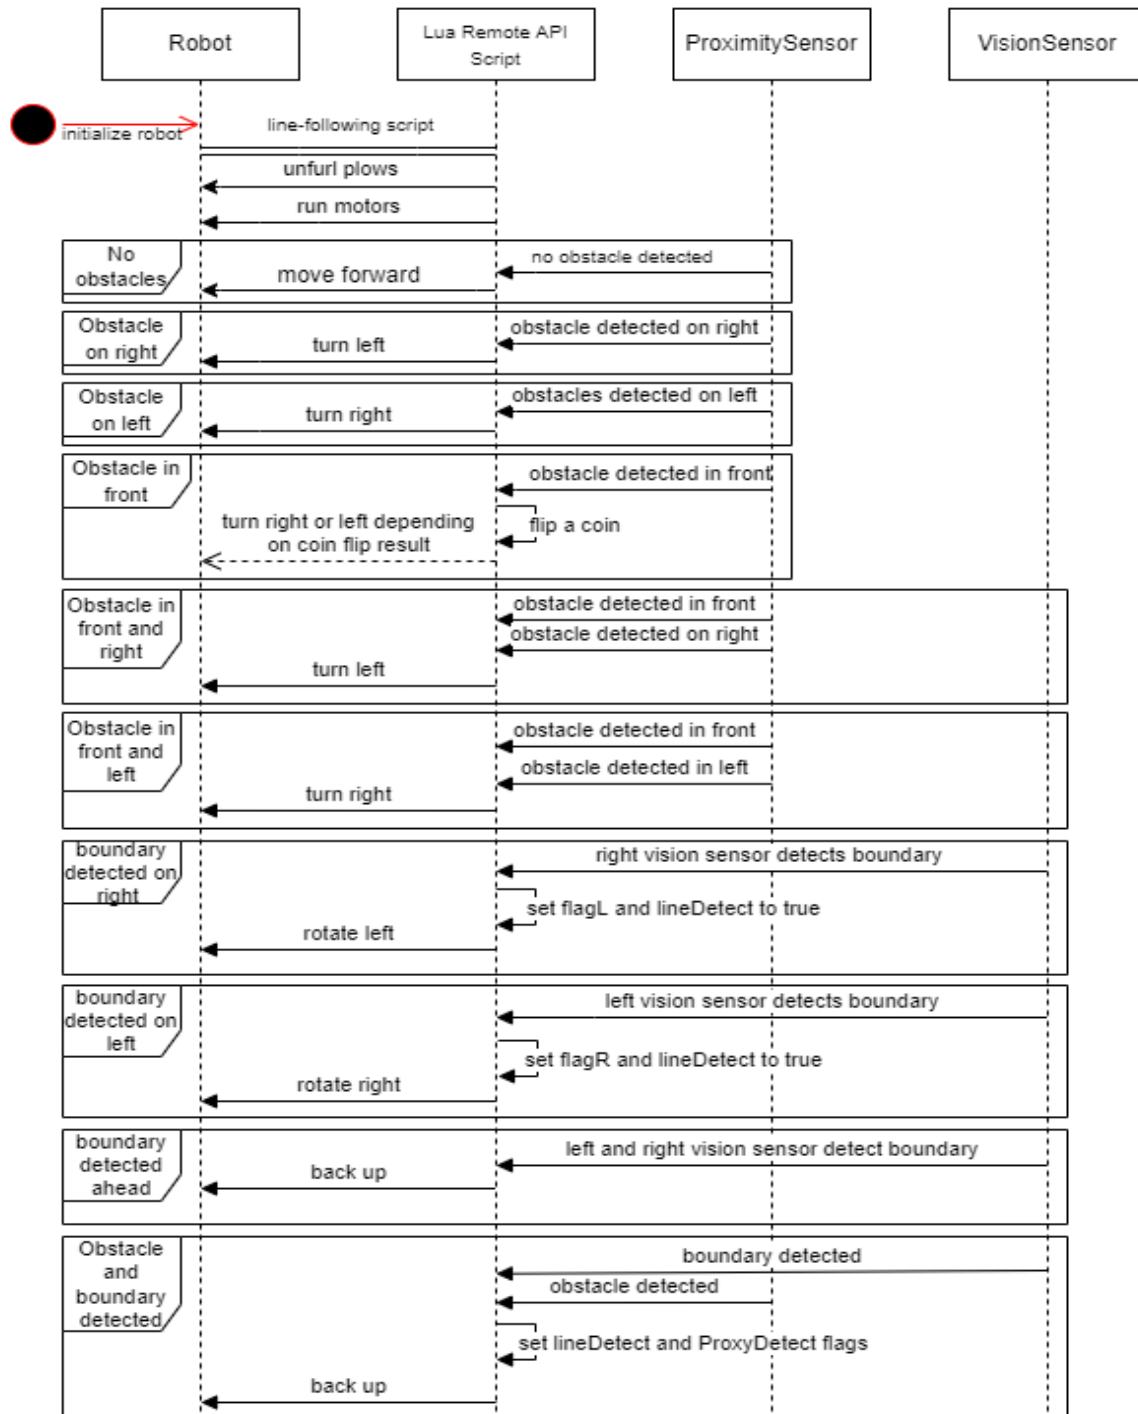 Robot
Lua Remote API
Script
ProximitySensor
VisionSensor
initialize robot
line-following script
unfurl plows
run motors
No
obstacles
no obstacle detected
move forward
Obstacle
on right
obstacle detected on right
turn left
Obstacle
on left
obstacles detected on left
turn right
Obstacle in
front
obstacle detected in front
flip a coin
turn right or left depending
on coin flip result
Obstacle in
front and
right
obstacle detected in front
obstacle detected on right
turn left
Obstacle in
front and
left
obstacle detected in front
obstacle detected in left
turn right
boundary
detected on
right
right vision sensor detects boundary
set flagL and lineDetect to true
rotate left
boundary
detected on
left
left vision sensor detects boundary
set flagR and lineDetect to true
rotate right
boundary
detected
ahead
left and right vision sensor detect boundary
back up
Obstacle
and
boundary
detected
boundary detected
obstacle detected
set lineDetect and ProxyDetect flags
back up